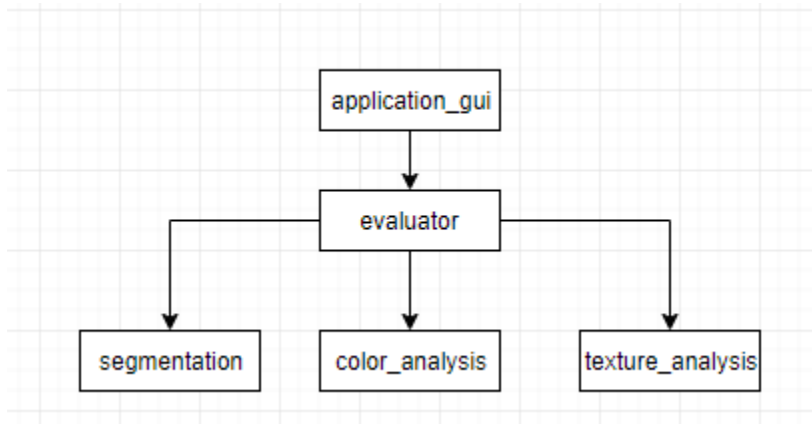 application_gui
evaluator
segmentation
color_analysis
texture_analysis